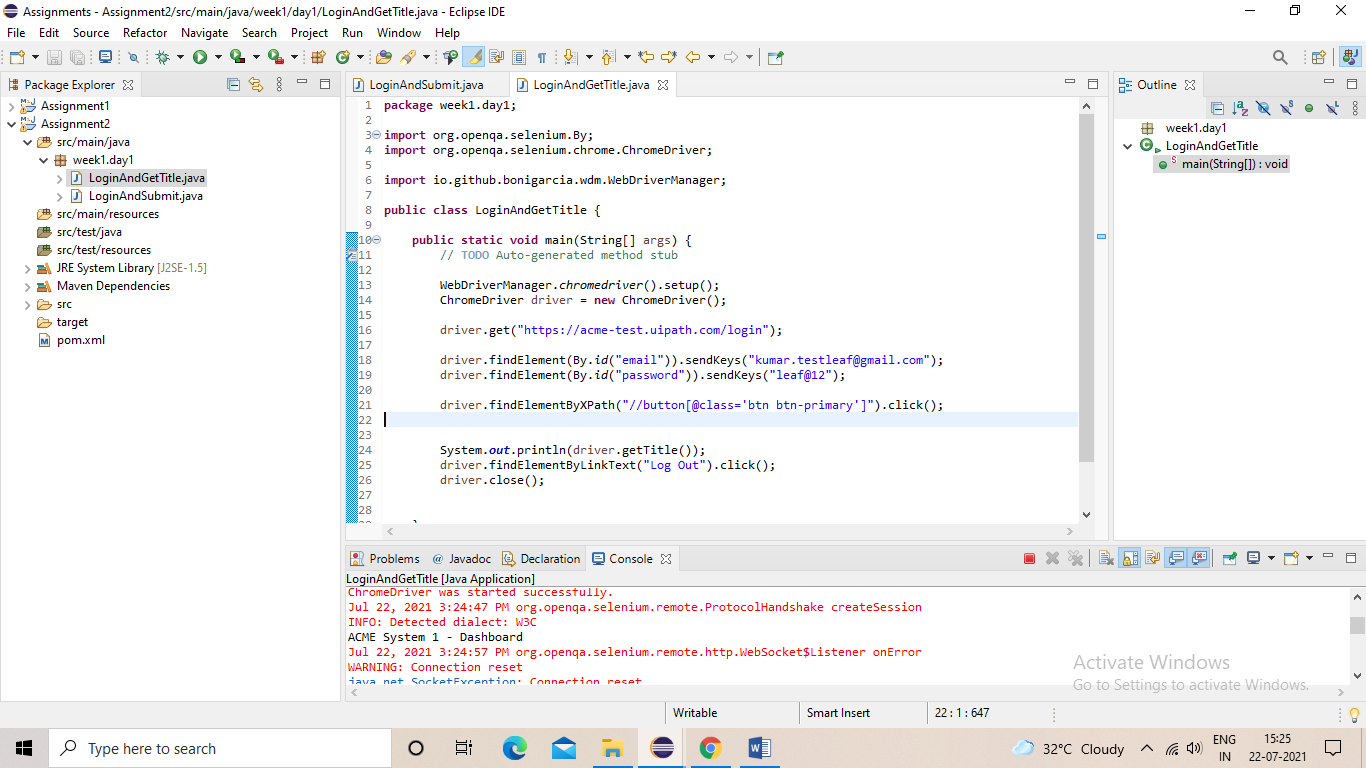 Assignments - Assignment2/src/main/java/week1/day1/LoginAndGetTitle.java - Eclipse IDE
File Edit Source Refactor Navigate Search Project Run Window Help
Package Explorer
Assignment1
Assignment2
src/main/java
week1.day1
LoginAndGetTitle.java
LoginAndSubmit.java
src/main/resources
src/test/java
src/test/resources
JRE System Library [J2SE-1.5]
Maven Dependencies
src
target
pom.xml
LoginAndSubmit.java LoginAndGetTitle.java
1 package week1.day1;
2
3 import org.openqa.selenium.By;
4 import org.openqa.selenium.chrome.ChromeDriver;
5
6 import io.github.bonigarcia.wdm.WebDriverManager;
7
8 public class LoginAndGetTitle {
9
10 public static void main(String[] args) {
11 // TODO Auto-generated method stub
12
13 WebDriverManager.chromedriver().setup();
14 ChromeDriver driver = new ChromeDriver();
15
16 driver.get("https://acme-test.uipath.com/login");
17
18 driver.findElement(By.id("email")).sendKeys("kumar.testleaf@gmail.com");
19 driver.findElement(By.id("password")).sendKeys("leaf@12");
20
21 driver.findElementByXPath("//button[@class='btn btn-primary']").click();
22
23
24 System.out.println(driver.getTitle());
25 driver.findElementByLinkText("Log Out").click();
26 driver.close();
27
28
Outline
week1.day1
LoginAndGetTitle
main(String[]) : void
Problems @ Javadoc Declaration Console
LoginAndGetTitle [Java Application]
ChromeDriver was started successfully.
Jul 22, 2021 3:24:47 PM org.openqa.selenium.remote.ProtocolHandshake createSession
INFO: Detected dialect: W3C
ACME System 1 - Dashboard
Jul 22, 2021 3:24:57 PM org.openqa.selenium.remote.http.WebSocket$Listener onError
WARNING: Connection reset
java.net.SocketException: Connection reset
Activate Windows
Go to Settings to activate Windows.
Writable Smart Insert 22 : 1 : 647
Type here to search
32°C Cloudy
ENG
IN
15:25
22-07-2021